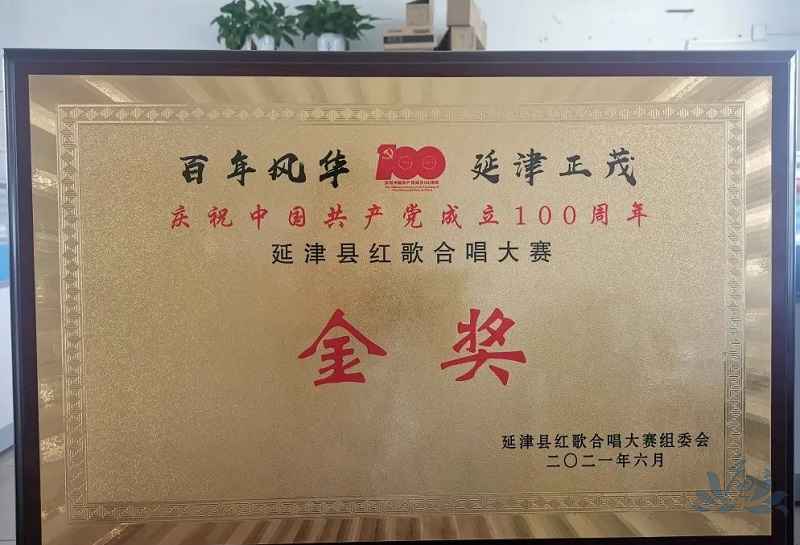 百年风华 100 延津正茂
庆祝中国共产党成立100周年
延津县红歌合唱大赛
金奖
延津县红歌合唱大赛组委会
二〇二一年六月